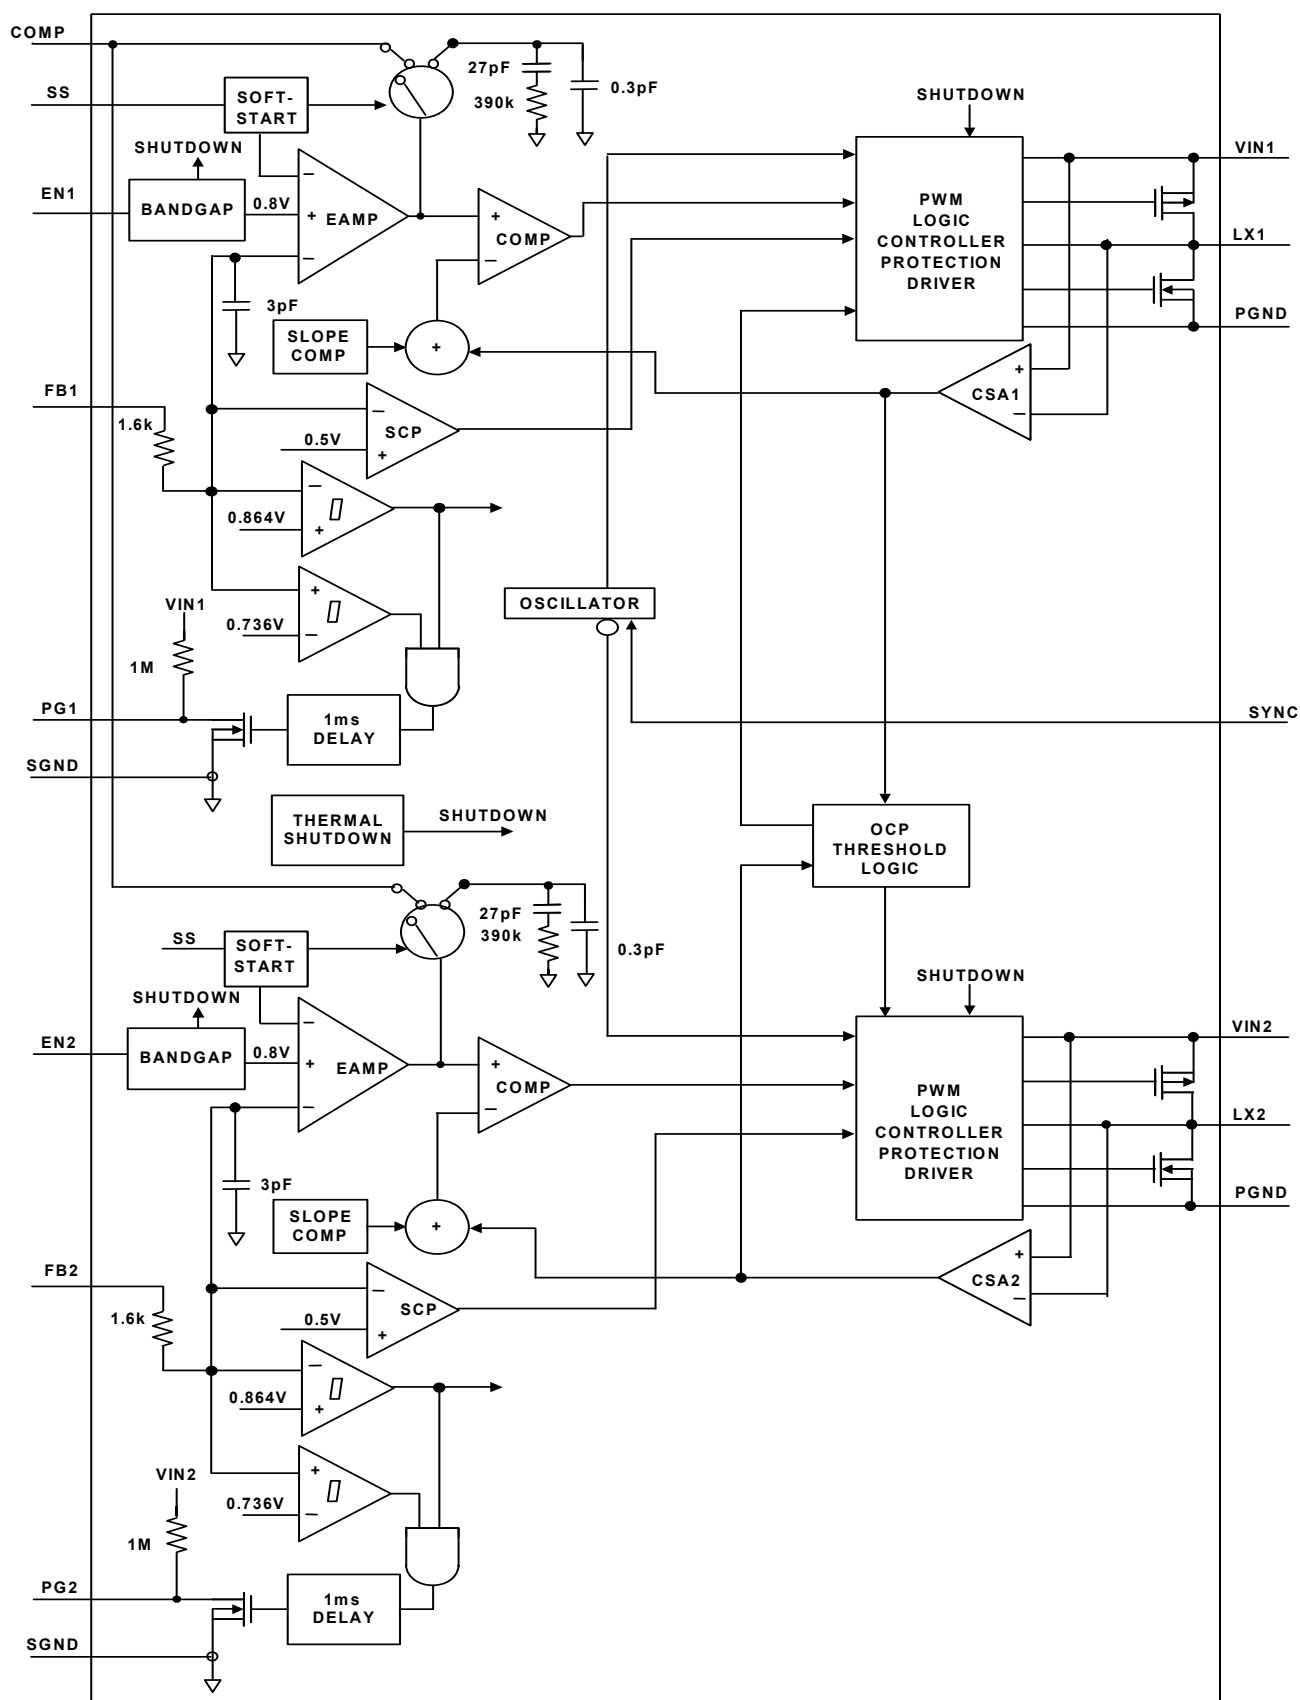 COMP
27pF
390k
0.3pF
SS
SOFT-
START
SHUTDOWN
SHUTDOWN
EN1
BANDGAP
0.8V
−
+
−
EAMP
+
−
COMP
PWM
LOGIC
CONTROLLER
PROTECTION
DRIVER
VIN1
LX1
PGND
3pF
SLOPE
COMP
+
+
−
CSA1
FB1
1.6k
−
+
SCP
0.5V
−
+
0.864V
+
−
0.736V
OSCILLATOR
VIN1
1M
PG1
1ms
DELAY
SYNC
SGND
THERMAL
SHUTDOWN
SHUTDOWN
OCP
THRESHOLD
LOGIC
27pF
390k
0.3pF
SS
SOFT-
START
SHUTDOWN
SHUTDOWN
EN2
BANDGAP
0.8V
−
+
−
EAMP
+
−
COMP
PWM
LOGIC
CONTROLLER
PROTECTION
DRIVER
VIN2
LX2
PGND
3pF
SLOPE
COMP
+
+
−
CSA2
FB2
1.6k
−
+
SCP
0.5V
−
+
0.864V
+
−
0.736V
VIN2
1M
PG2
1ms
DELAY
SGND